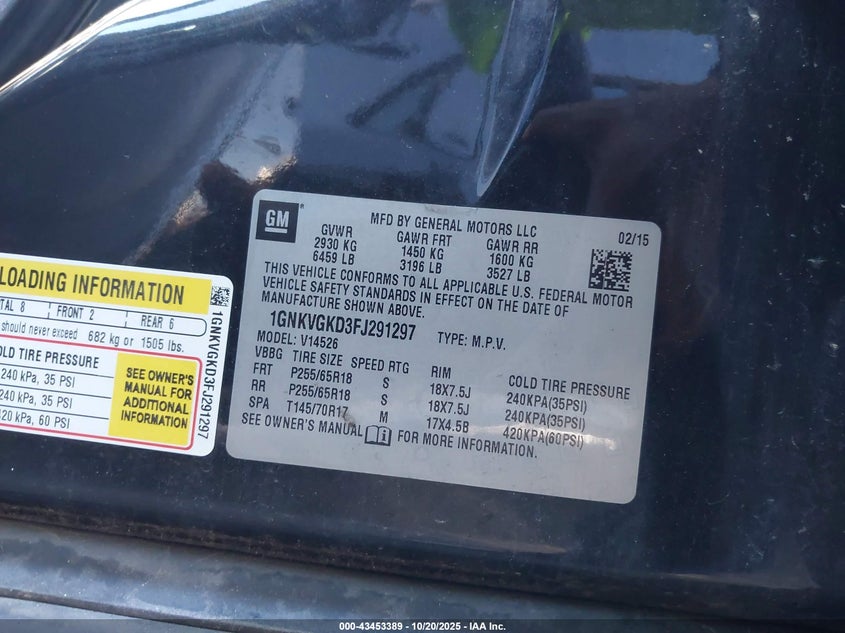 GM
MFD BY GENERAL MOTORS LLC
02/15
GVWR GAWR FRT GAWR RR
2930 KG 1450 KG 1600 KG
6459 LB 3196 LB 3527 LB
THIS VEHICLE CONFORMS TO ALL APPLICABLE U.S. FEDERAL MOTOR
VEHICLE SAFETY STANDARDS IN EFFECT ON THE DATE OF
MANUFACTURE SHOWN ABOVE.
1GNKVGKD3FJ291297 TYPE: M.P.V.
MODEL: V14526
VBBG TIRE SIZE SPEED RTG RIM COLD TIRE PRESSURE
FRT P255/65R18 S 18X7.5J 240KPA(35PSI)
RR P255/65R18 S 18X7.5J 240KPA(35PSI)
SPA T145/70R17 M 17X4.5B 420KPA(60PSI)
SEE OWNER'S MANUAL FOR MORE INFORMATION.
LOADING INFORMATION
TAL 8 FRONT 2 REAR 6
should never exceed 682 kg or 1505 lbs.
OLD TIRE PRESSURE
240 kPa, 35 PSI
240 kPa, 35 PSI
420 kPa, 60 PSI
SEE OWNER'S
MANUAL FOR
ADDITIONAL
INFORMATION
1GNKVGKD3FJ291297
000-43453389 | 10/20/2025 | IAA Inc.